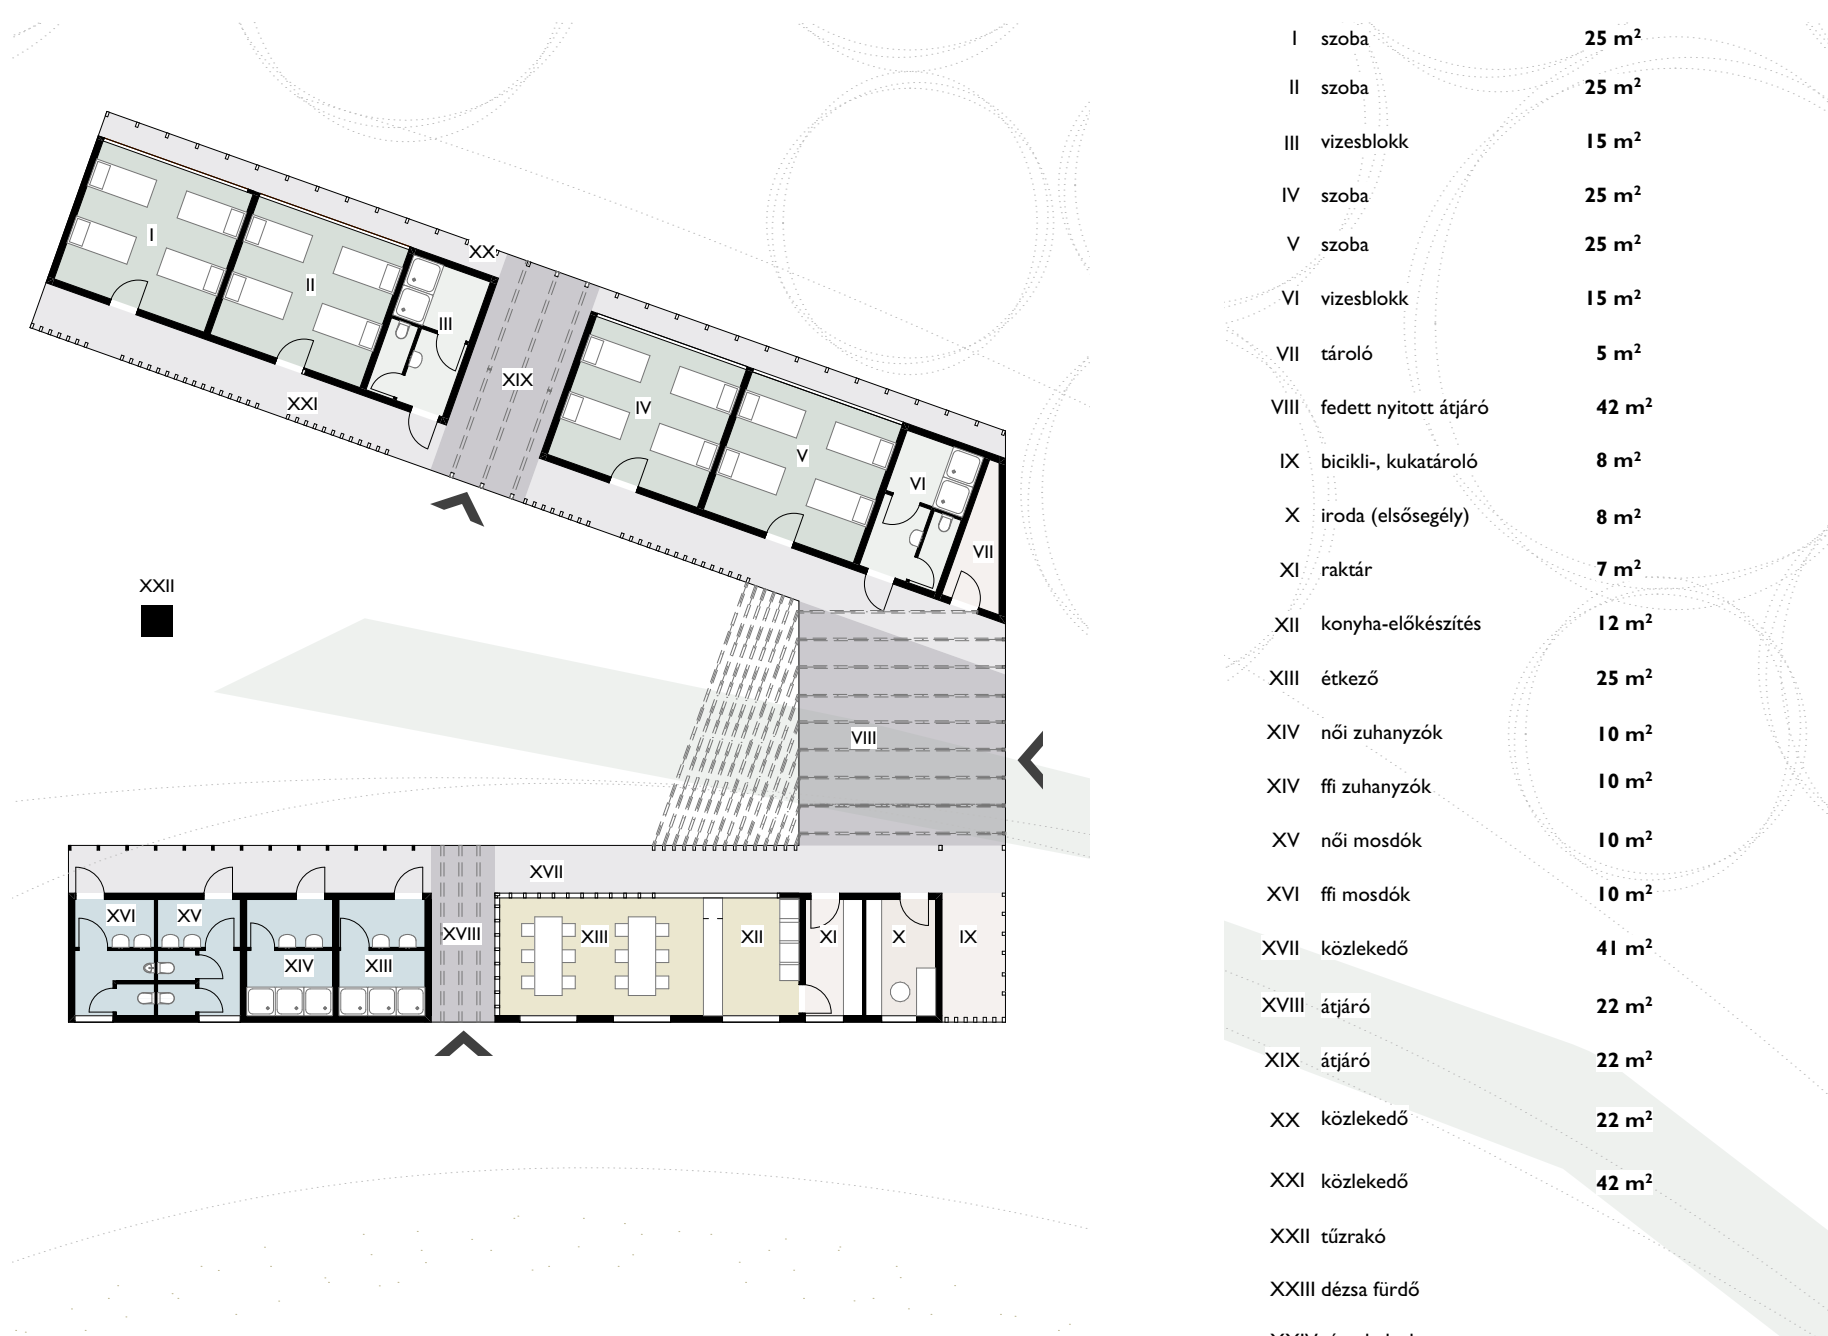 XX
I
II
III
XIX
XXI
IV
V
VI
VII
XXII
VIII
XVII
XVI XV XIV XIII XVIII XIII XII XI X IX
I szoba 25 m²
II szoba 25 m²
III vizesblokk 15 m²
IV szoba 25 m²
V szoba 25 m²
VI vizesblokk 15 m²
VII tároló 5 m²
VIII fedett nyitott átjáró 42 m²
IX bicikli-, kukatároló 8 m²
X iroda (elsősegély) 8 m²
XI raktár 7 m²
XII konyha-előkészítés 12 m²
XIII étkező 25 m²
XIV női zuhanyzók 10 m²
XIV ffi zuhanyzók 10 m²
XV női mosdók 10 m²
XVI ffi mosdók 10 m²
XVII közlekedő 41 m²
XVIII átjáró 22 m²
XIX átjáró 22 m²
XX közlekedő 22 m²
XXI közlekedő 42 m²
XXII tűzrakó
XXIII dézsa fürdő